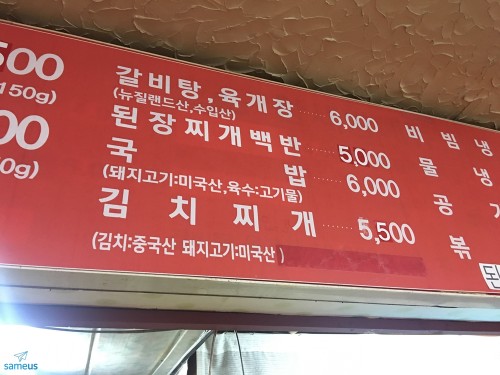 500
150g)
00
0g)
갈비탕, 육개장 ...... 6,000
(뉴질랜드산,수입산)
된장찌개백반 ...... 5,000
국 밥 ...... 6,000
(돼지고기:미국산,육수:고기물)
김 치 찌 개 ...... 5,500
(김치:중국산 돼지고기:미국산 )
비 빔 냉
물 냉
공 기
볶
된
sameus